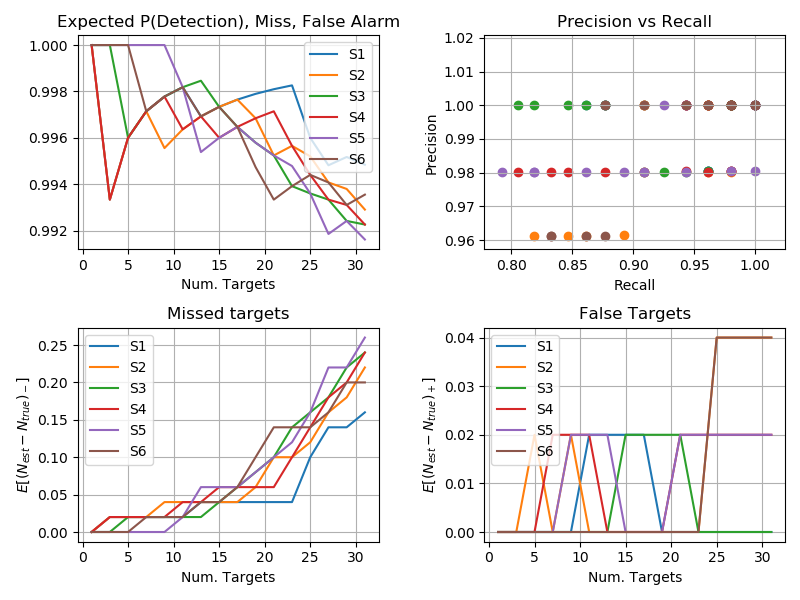 Expected P(Detection), Miss, False Alarm
1.000
0.998
0.996
0.994
0.992
0
5
10
15
20
25
30
Num. Targets
S1
S2
S3
S4
S5
S6
Precision vs Recall
1.02
1.01
1.00
0.99
0.98
0.97
0.96
Precision
0.80
0.85
0.90
0.95
1.00
Recall
Missed targets
0.25
0.20
0.15
0.10
0.05
0.00
E[(N_est − N_true)_−]
0
5
10
15
20
25
30
Num. Targets
S1
S2
S3
S4
S5
S6
False Targets
0.04
0.03
0.02
0.01
0.00
E[(N_est − N_true)_+]
0
5
10
15
20
25
30
Num. Targets
S1
S2
S3
S4
S5
S6